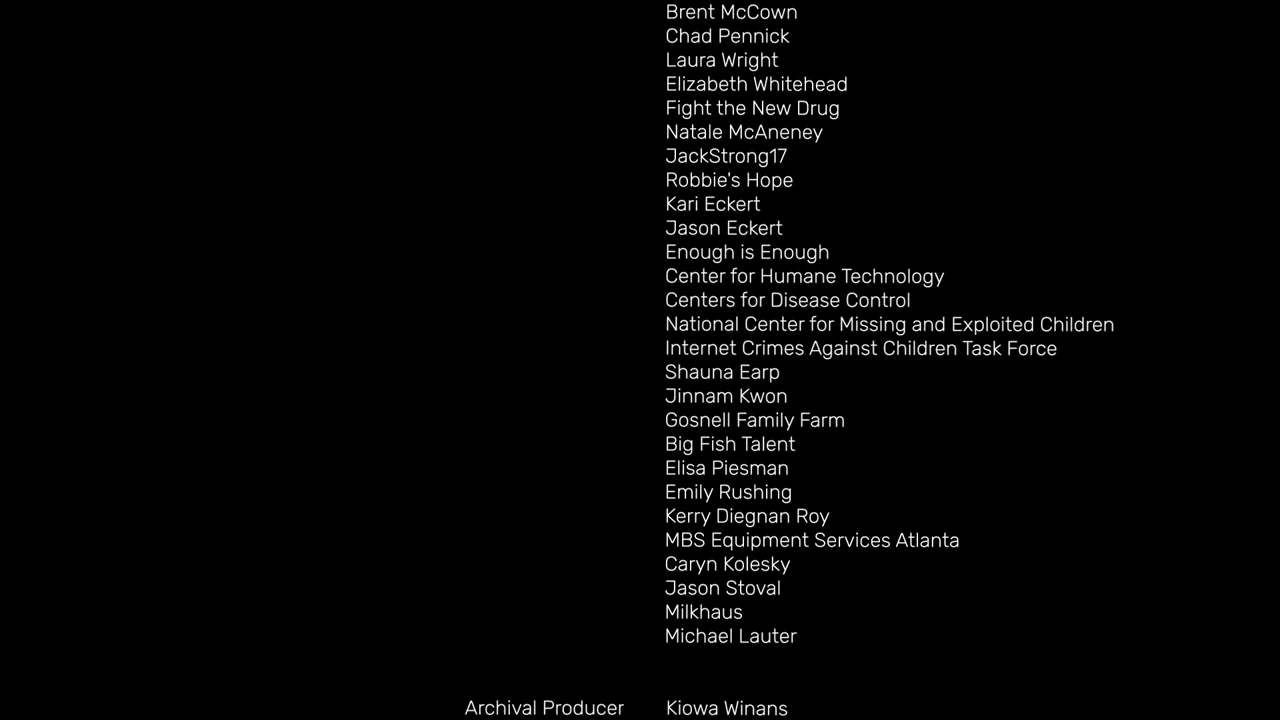 Brent McCown
Chad Pennick
Laura Wright
Elizabeth Whitehead
Fight the New Drug
Natale McAneney
JackStrong17
Robbie's Hope
Kari Eckert
Jason Eckert
Enough is Enough
Center for Humane Technology
Centers for Disease Control
National Center for Missing and Exploited Children
Internet Crimes Against Children Task Force
Shauna Earp
Jinnam Kwon
Gosnell Family Farm
Big Fish Talent
Elisa Piesman
Emily Rushing
Kerry Diegnan Roy
MBS Equipment Services Atlanta
Caryn Kolesky
Jason Stoval
Milkhaus
Michael Lauter
Archival Producer Kiowa Winans